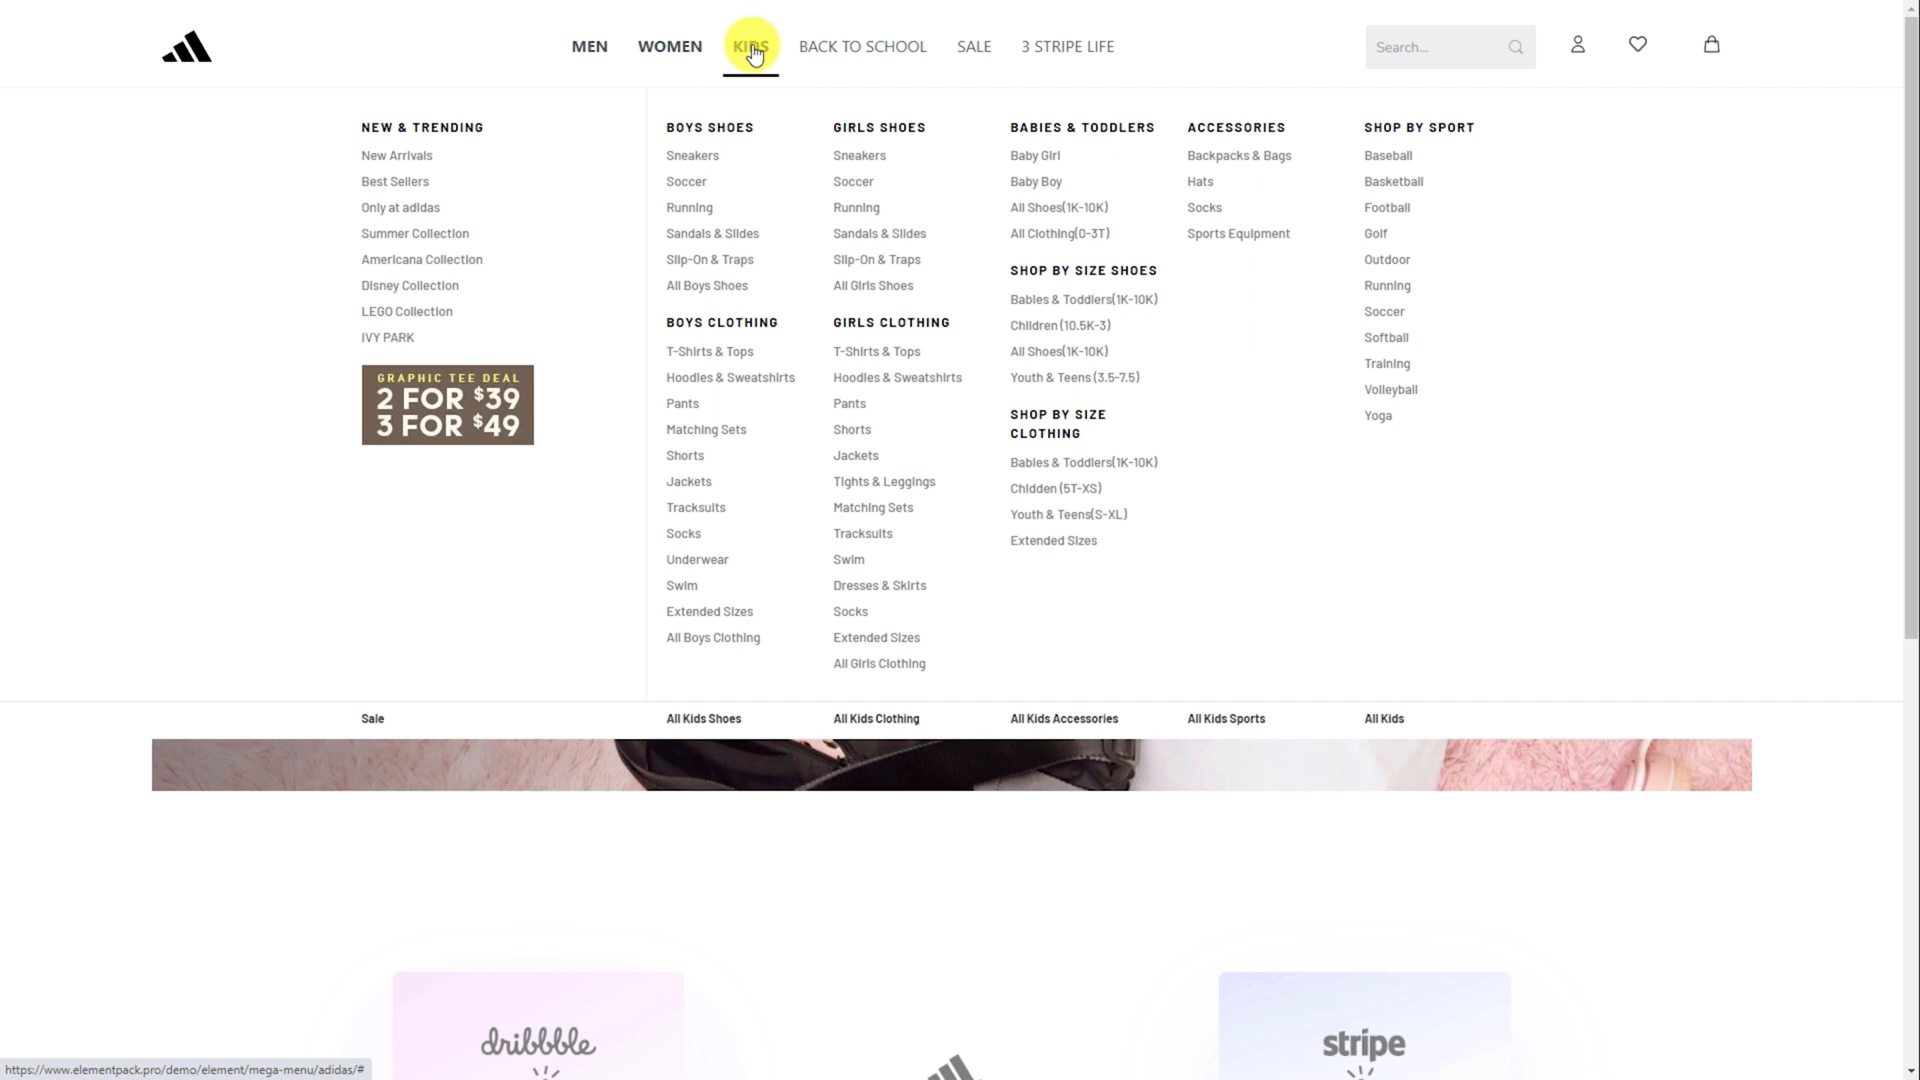 MEN WOMEN KIDS BACK TO SCHOOL SALE 3 STRIPE LIFE Search...
NEW & TRENDING
New Arrivals
Best Sellers
Only at adidas
Summer Collection
Americana Collection
Disney Collection
LEGO Collection
IVY PARK
GRAPHIC TEE DEAL
2 FOR $39
3 FOR $49
BOYS SHOES
Sneakers
Soccer
Running
Sandals & Slides
Slip-On & Traps
All Boys Shoes
BOYS CLOTHING
T-Shirts & Tops
Hoodies & Sweatshirts
Pants
Matching Sets
Shorts
Jackets
Tracksuits
Socks
Underwear
Swim
Extended Sizes
All Boys Clothing
GIRLS SHOES
Sneakers
Soccer
Running
Sandals & Slides
Slip-On & Traps
All Girls Shoes
GIRLS CLOTHING
T-Shirts & Tops
Hoodies & Sweatshirts
Pants
Shorts
Jackets
Tights & Leggings
Matching Sets
Tracksuits
Swim
Dresses & Skirts
Socks
Extended Sizes
All Girls Clothing
BABIES & TODDLERS
Baby Girl
Baby Boy
All Shoes(1K-10K)
All Clothing(0-3T)
SHOP BY SIZE SHOES
Babies & Toddlers(1K-10K)
Children (10.5K-3)
All Shoes(1K-10K)
Youth & Teens (3.5-7.5)
SHOP BY SIZE
CLOTHING
Babies & Toddlers(1K-10K)
Chidden (5T-XS)
Youth & Teens(S-XL)
Extended Sizes
ACCESSORIES
Backpacks & Bags
Hats
Socks
Sports Equipment
SHOP BY SPORT
Baseball
Basketball
Football
Golf
Outdoor
Running
Soccer
Softball
Training
Volleyball
Yoga
Sale All Kids Shoes All Kids Clothing All Kids Accessories All Kids Sports All Kids
dribbble
stripe
https://www.elementpack.pro/demo/element/mega-menu/adidas/#